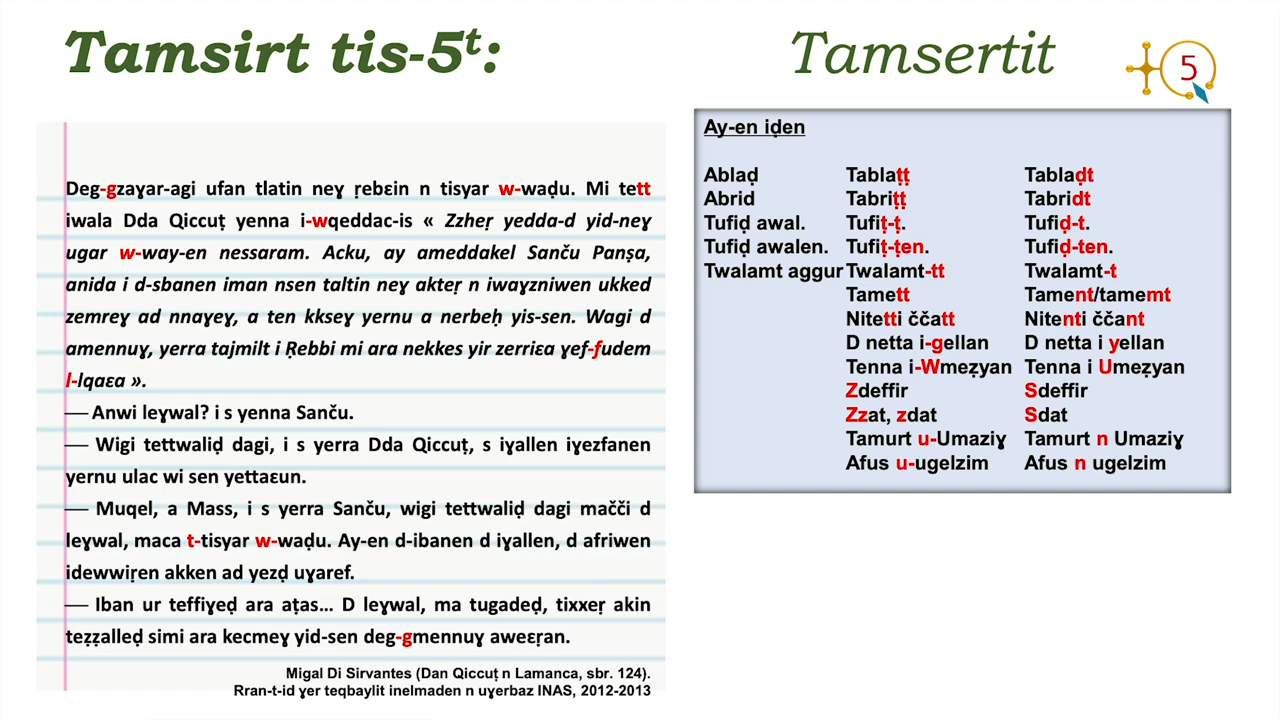 Tamsirt tis-5ᵗ:
Tamsertit
5
Deg-gzaɣar-agi ufan tlatin neɣ ṛebɛin n tisyar w-waḍu. Mi tett
iwala Dda Qiccuṭ yenna i-wqeddac-is « Zzheṛ yedda-d yid-neɣ
ugar w-way-en nessaram. Acku, ay ameddakel Sanču Panṣa,
anida i d-sbanen iman nsen taltin neɣ akteṛ n iwaɣzniwen ukked
zemreɣ ad nnaɣeɣ, a ten kkseɣ yernu a nerbeḥ yis-sen. Wagi d
amennuɣ, yerra tajmilt i Ṛebbi mi ara nekkes yir zerriɛa ɣef-fudem
l-lqaɛa ».
— Anwi leɣwal? i s yenna Sanču.
— Wigi tettwaliḍ dagi, i s yerra Dda Qiccuṭ, s iɣallen iɣezfanen
yernu ulac wi sen yettaɛun.
— Muqel, a Mass, i s yerra Sanču, wigi tettwaliḍ dagi mačči d
leɣwal, maca t-tisyar w-waḍu. Ay-en d-ibanen d iɣallen, d afriwen
idewwiṛen akken ad yezḍ uɣaref.
— Iban ur teffiɣeḍ ara aṭas... D leɣwal, ma tugadeḍ, tixxeṛ akin
teẓẓalleḍ simi ara kecmeɣ yid-sen deg-gmennuɣ aweɛṛan.
Migal Di Sirvantes (Dan Qiccuṭ n Lamanca, sbr. 124).
Rran-t-id ɣer teqbaylit inelmaden n uɣerbaz INAS, 2012-2013
Ay-en iḍen
Ablaḍ Tablaṭṭ Tablaḍt
Abrid Tabriṭṭ Tabridt
Tufiḍ awal. Tufiṭ-ṭ. Tufiḍ-t.
Tufiḍ awalen. Tufiṭ-ṭen. Tufiḍ-ten.
Twalamt aggur Twalamt-tt Twalamt-t
Tamett Tament/tamemt
Nitetti ččatt Nitenti ččant
D netta i-gellan D netta i yellan
Tenna i-Wmeẓyan Tenna i Umeẓyan
Zdeffir Sdeffir
Zzat, zdat Sdat
Tamurt u-Umaziɣ Tamurt n Umaziɣ
Afus u-ugelzim Afus n ugelzim